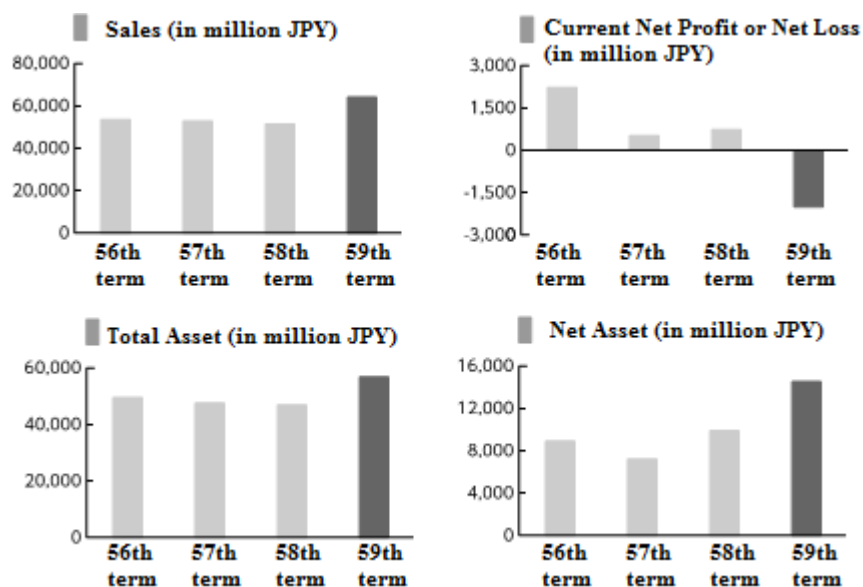 Sales (in million JPY)
80,000
60,000
40,000
20,000
0
56th term
57th term
58th term
59th term
Current Net Profit or Net Loss
(in million JPY)
3,000
1,500
0
-1,500
-3,000
56th term
57th term
58th term
59th term
Total Asset (in million JPY)
60,000
40,000
20,000
0
56th term
57th term
58th term
59th term
Net Asset (in million JPY)
16,000
12,000
8,000
4,000
0
56th term
57th term
58th term
59th term